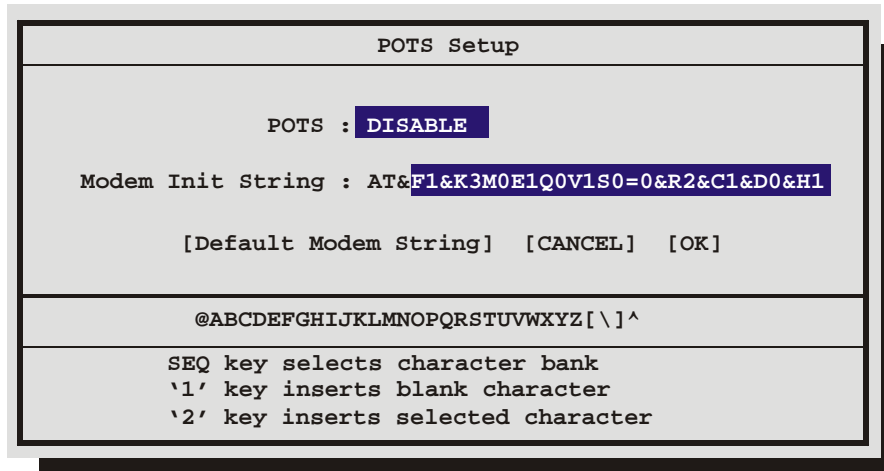 POTS Setup
POTS : DISABLE
Modem Init String : AT&F1&K3M0E1Q0V1S0=0&R2&C1&D0&H1
[Default Modem String] [CANCEL] [OK]
@ABCDEFGHIJKLMNOPQRSTUVWXYZ[\]^
SEQ key selects character bank
‘1’ key inserts blank character
‘2’ key inserts selected character